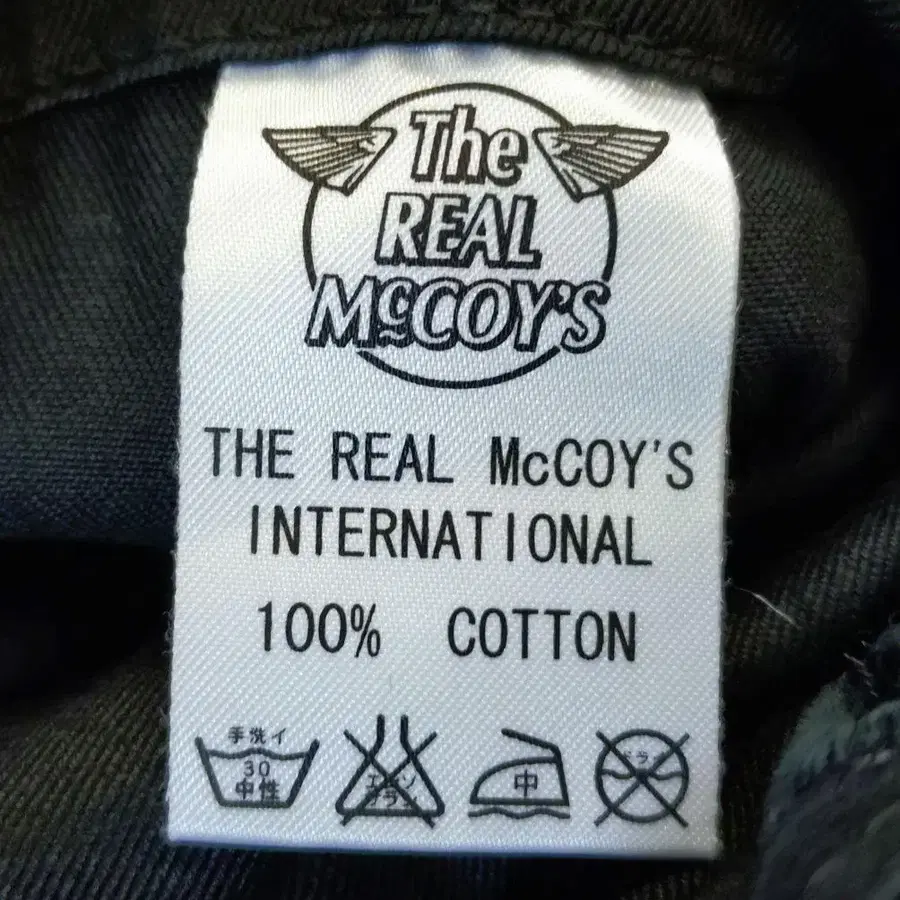 The
REAL
McCOY'S
THE REAL McCOY'S
INTERNATIONAL
100% COTTON
手洗イ
30
中性
エンソ
サラシ
中
ドライ